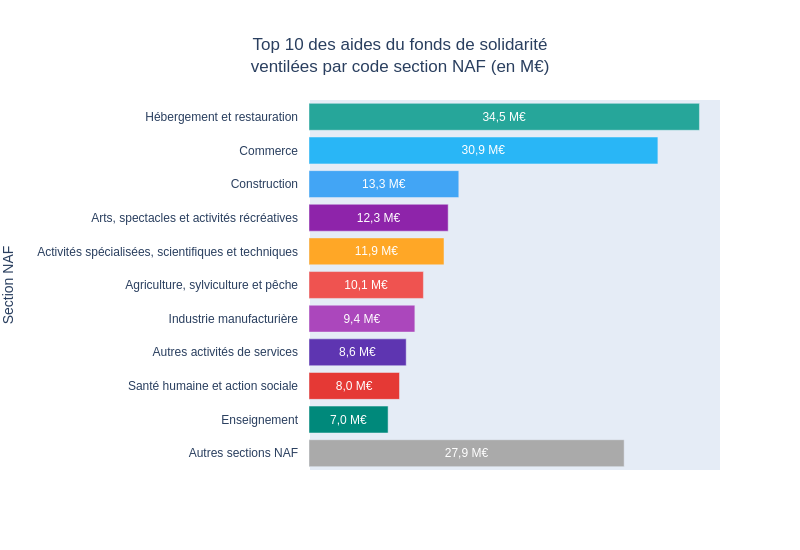 Top 10 des aides du fonds de solidarité
ventilées par code section NAF (en M€)
Section NAF
Hébergement et restauration 34,5 M€
Commerce 30,9 M€
Construction 13,3 M€
Arts, spectacles et activités récréatives 12,3 M€
Activités spécialisées, scientifiques et techniques 11,9 M€
Agriculture, sylviculture et pêche 10,1 M€
Industrie manufacturière 9,4 M€
Autres activités de services 8,6 M€
Santé humaine et action sociale 8,0 M€
Enseignement 7,0 M€
Autres sections NAF 27,9 M€